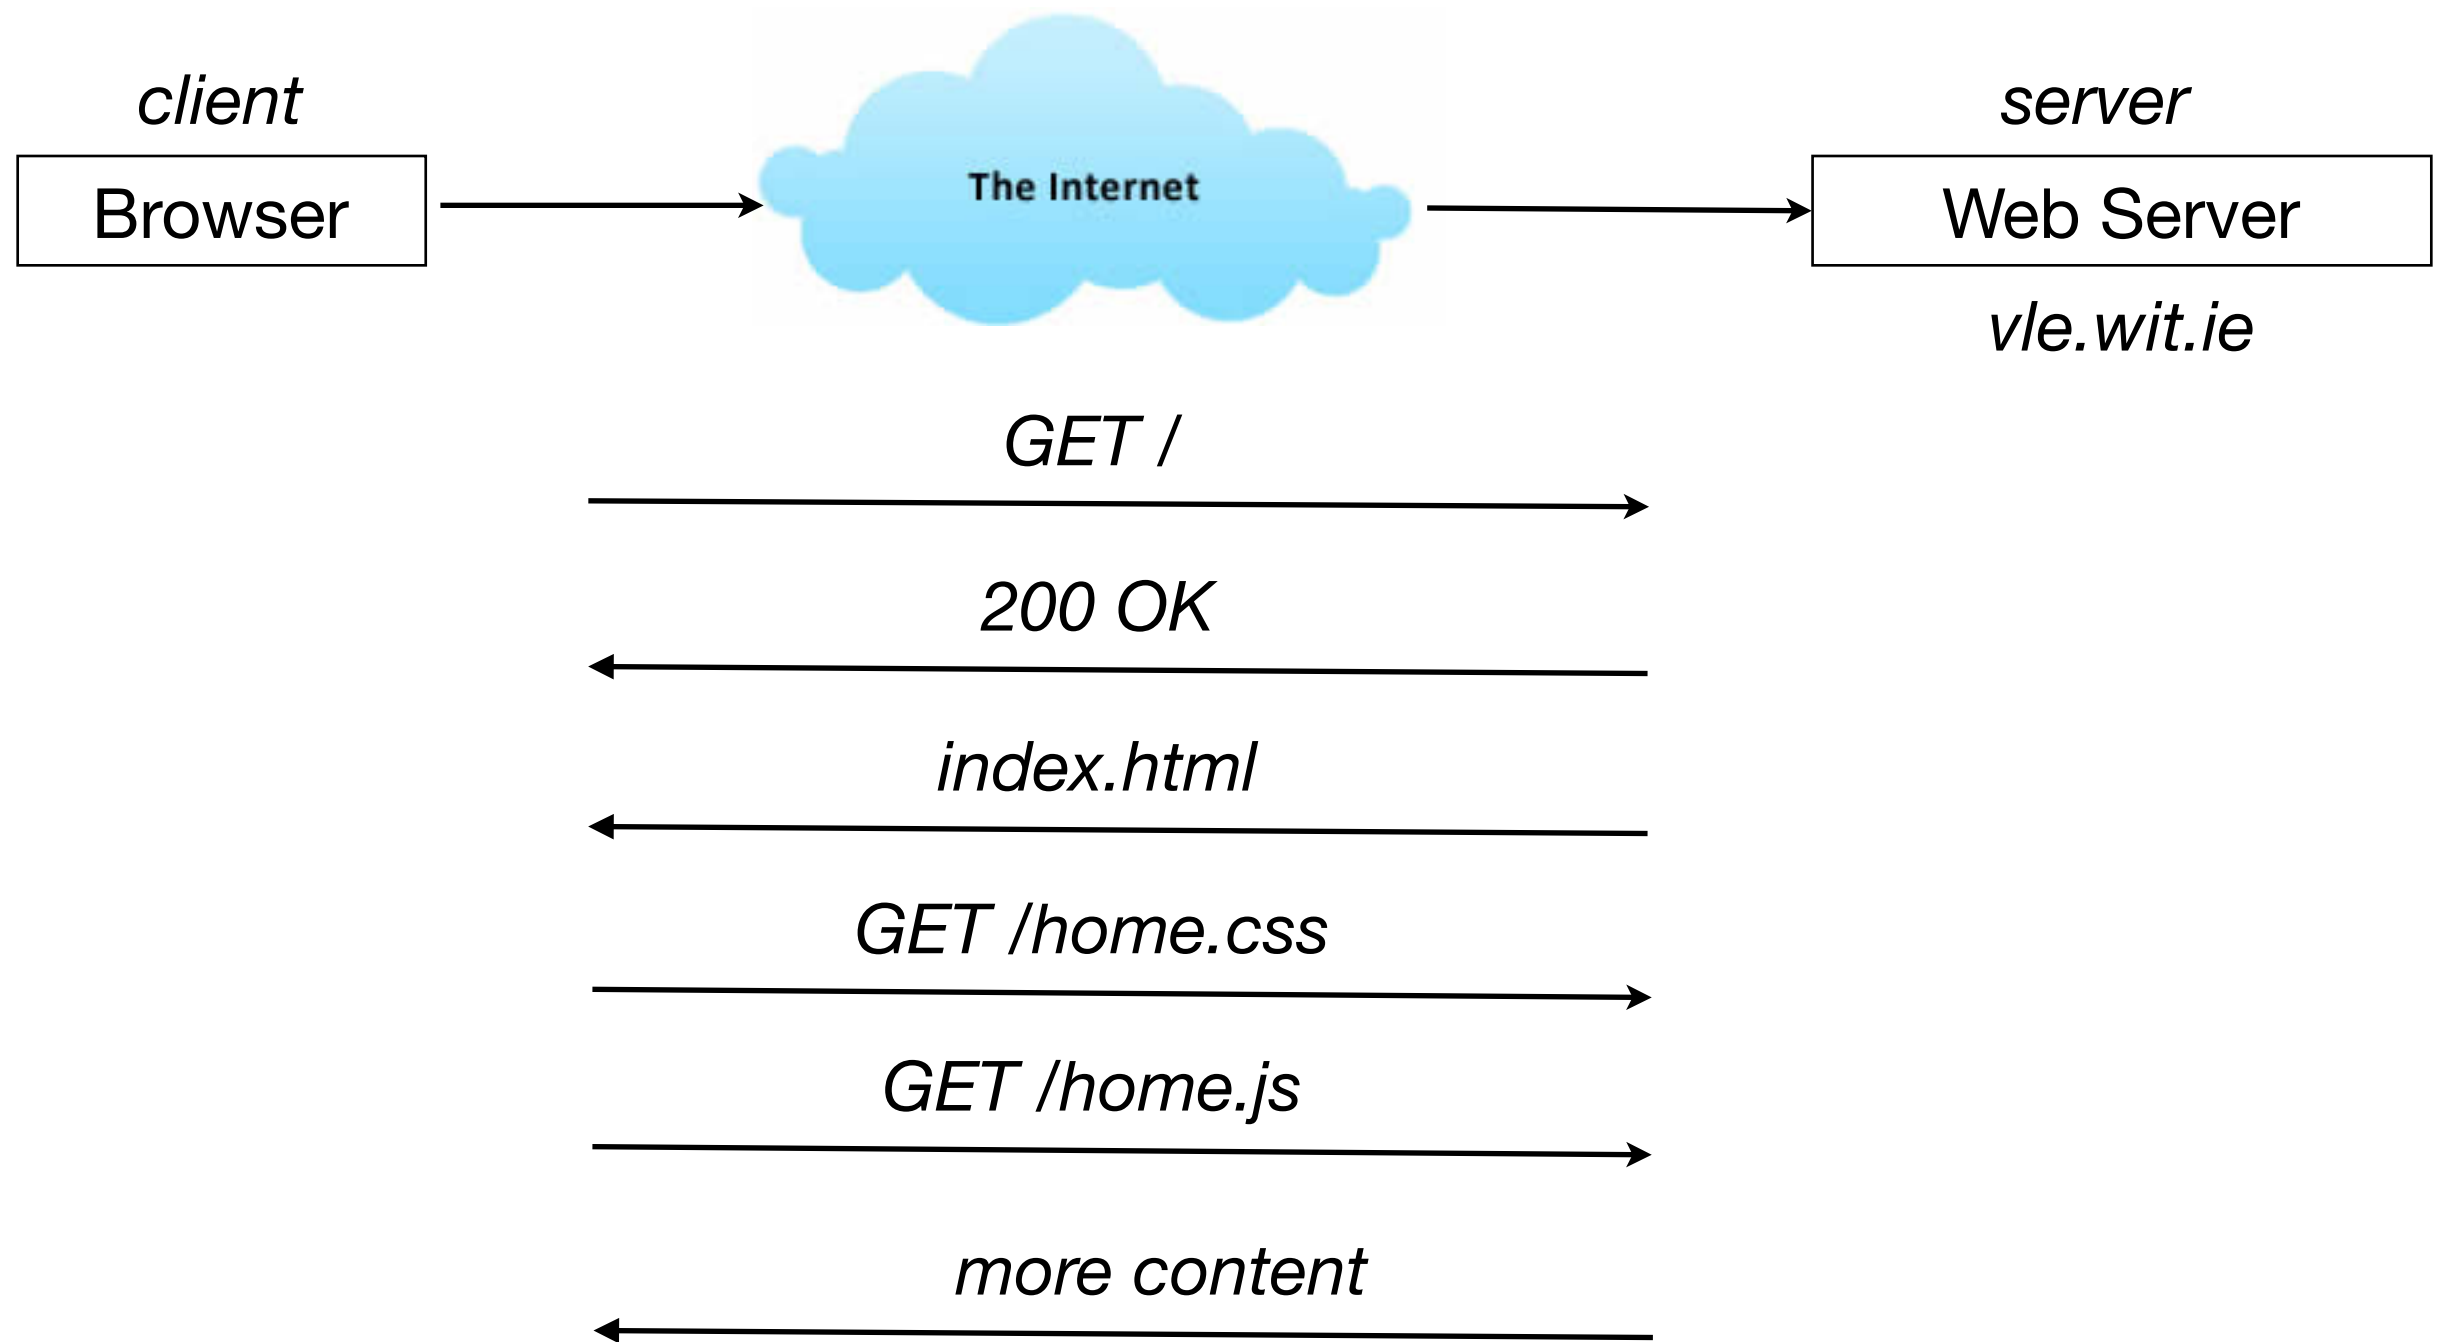 client
server
Browser
The Internet
Web Server
vle.wit.ie
GET /
200 OK
index.html
GET /home.css
GET /home.js
more content